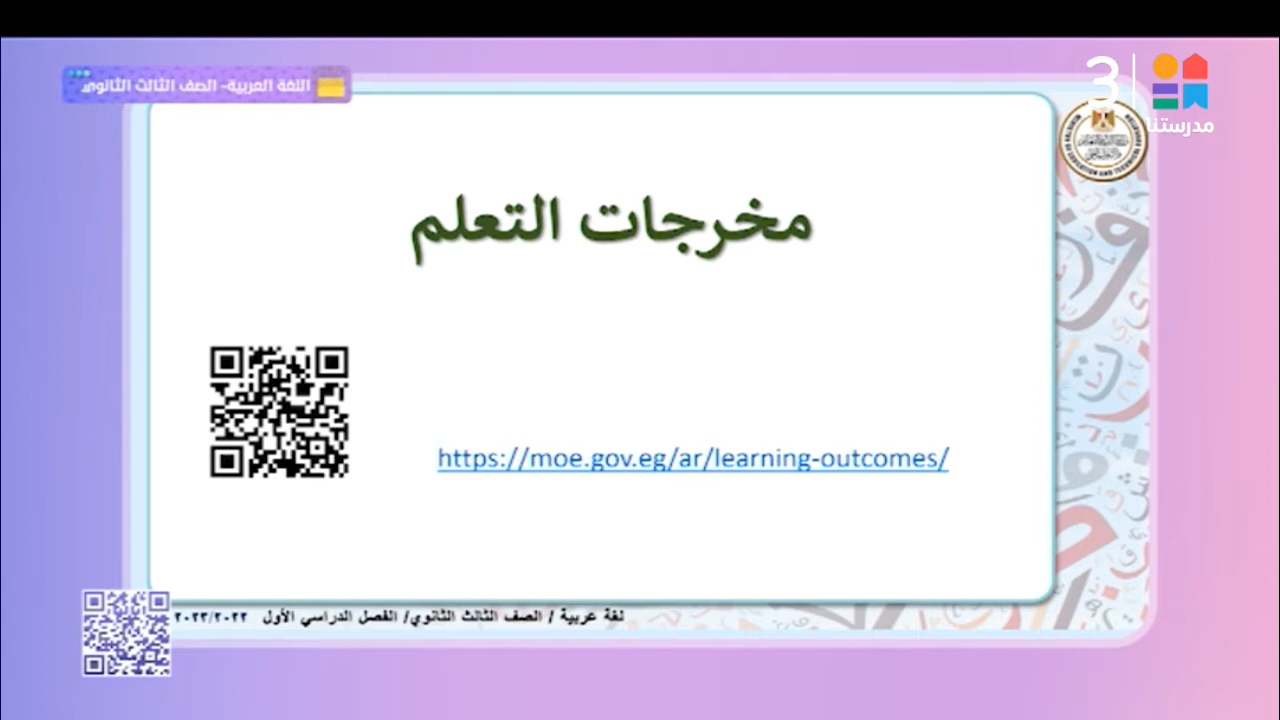 3
مدرستنا
اللغة العربية- الصف الثالث الثانوي
مخرجات التعلم
https://moe.gov.eg/ar/learning-outcomes/
لغة عربية / الصف الثالث الثانوي/ الفصل الدراسي الأول ٢٠٢٣/٢٠٢٢